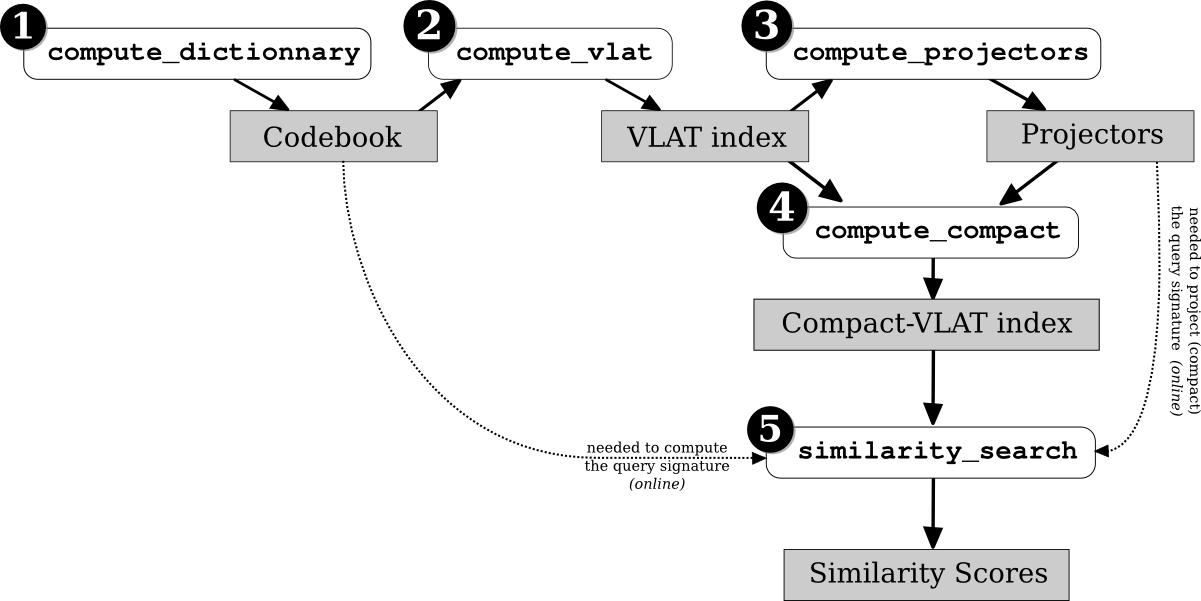 1
compute_dictionnary
2
compute_vlat
3
compute_projectors
Codebook
VLAT index
Projectors
4
compute_compact
needed to project (compact)
the query signature (online)
Compact-VLAT index
5
similarity_search
needed to compute
the query signature
(online)
Similarity Scores